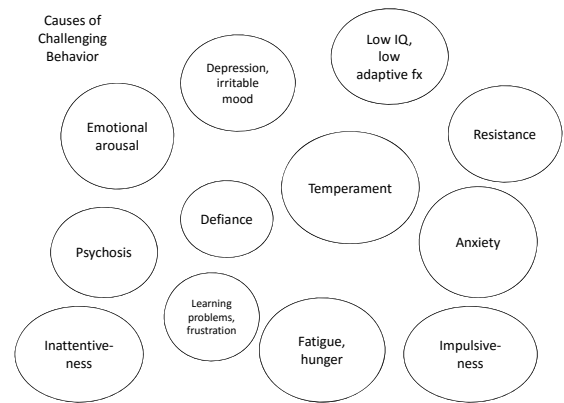 Causes of
Challenging
Behavior
Depression,
irritable
mood
Low IQ,
low
adaptive fx
Emotional
arousal
Resistance
Temperament
Defiance
Psychosis
Anxiety
Learning
problems,
frustration
Inattentive-
ness
Fatigue,
hunger
Impulsive-
ness